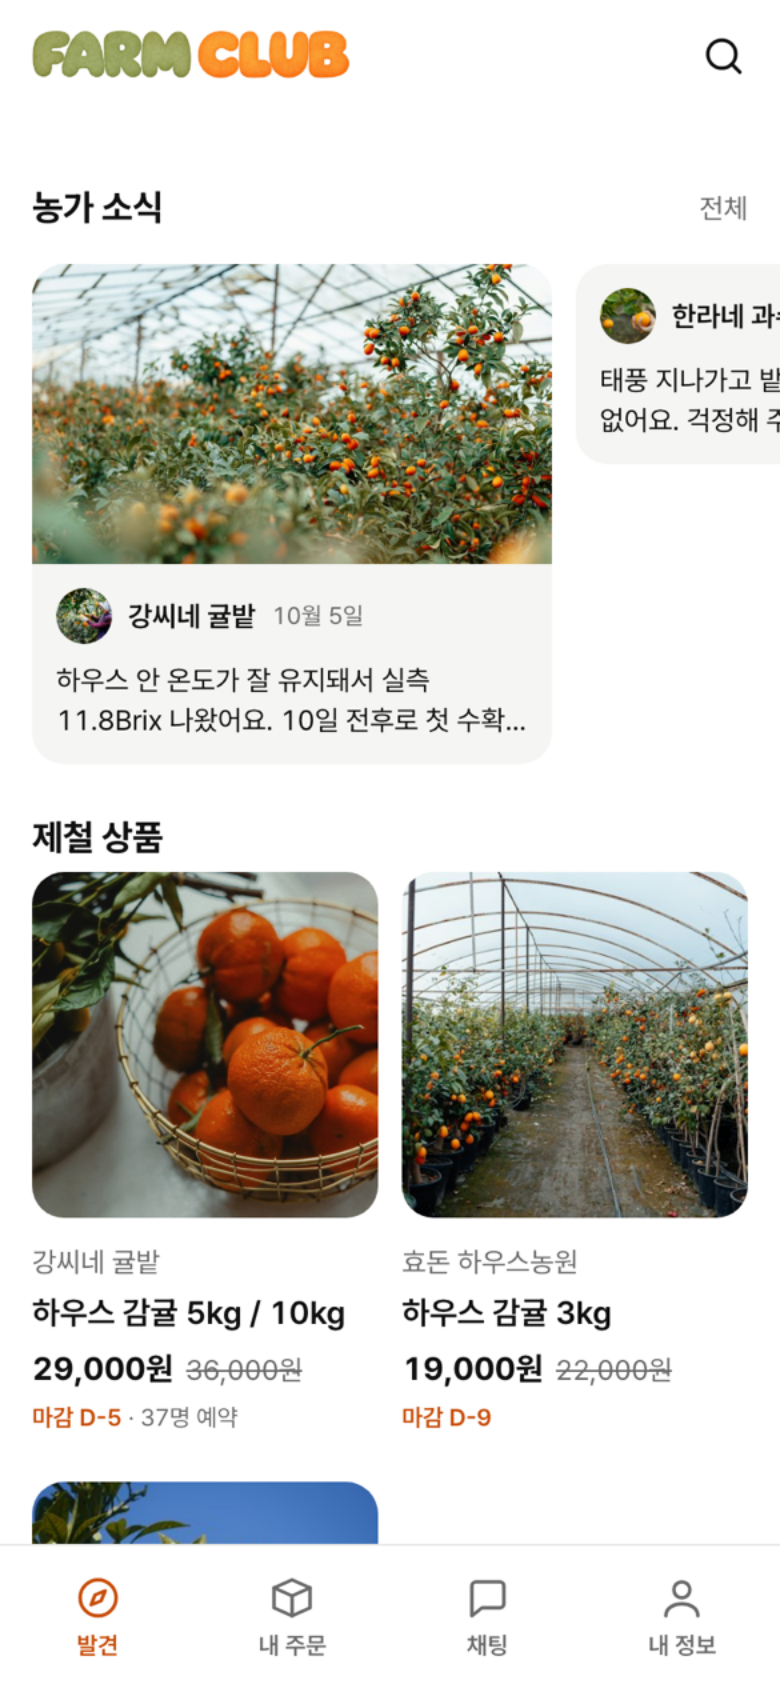 FARM CLUB
농가 소식
전체
강씨네 귤밭 10월 5일
하우스 안 온도가 잘 유지돼서 실측
11.8Brix 나왔어요. 10일 전후로 첫 수확...
한라네 과
태풍 지나가고
없어요. 걱정해
제철 상품
강씨네 귤밭
하우스 감귤 5kg / 10kg
29,000원 36,000원
마감 D-5 · 37명 예약
효돈 하우스농원
하우스 감귤 3kg
19,000원 22,000원
마감 D-9
발견
내 주문
채팅
내 정보